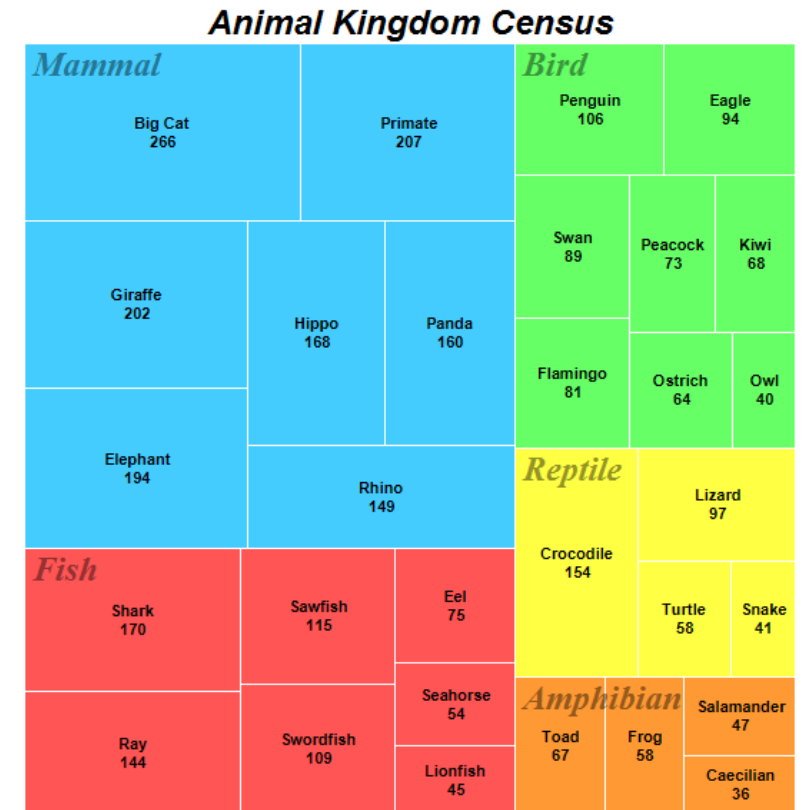 Animal Kingdom Census
Mammal
Big Cat
266
Primate
207
Giraffe
202
Hippo
168
Panda
160
Elephant
194
Rhino
149
Bird
Penguin
106
Eagle
94
Swan
89
Peacock
73
Kiwi
68
Flamingo
81
Ostrich
64
Owl
40
Fish
Shark
170
Sawfish
115
Eel
75
Seahorse
54
Ray
144
Swordfish
109
Lionfish
45
Reptile
Crocodile
154
Lizard
97
Turtle
58
Snake
41
Amphibian
Toad
67
Frog
58
Salamander
47
Caecilian
36